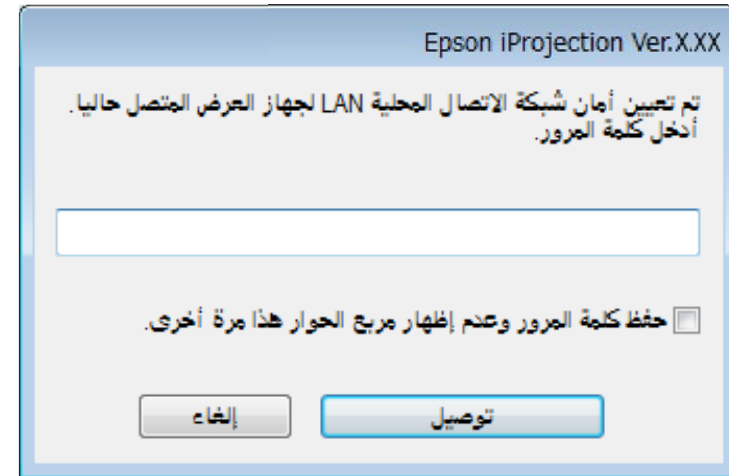 Epson iProjection Ver.X.XX
تم تعيين أمان شبكة الاتصال المحلية LAN لجهاز العرض المتصل حاليا.
أدخل كلمة المرور.
حفظ كلمة المرور وعدم إظهار مربع الحوار هذا مرة أخرى.
توصيل
إلغاء